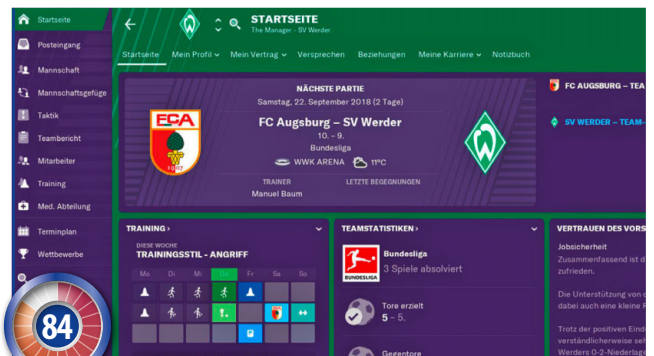 Startseite
Posteingang
Mannschaft
Mannschaftsgefüge
Taktik
Teambericht
Mitarbeiter
Training
Med. Abteilung
Terminplan
Wettbewerbe
84
STARTSEITE
The Manager - SV Werder
Startseite Mein Profil Mein Vertrag Versprechen Beziehungen Meine Karriere Notizbuch
NÄCHSTE PARTIE
Samstag, 22. September 2018 (2 Tage)
FCA
1907
FC Augsburg – SV Werder
10. – 9.
Bundesliga
WWK ARENA 11°C
TRAINER LETZTE BEGEGNUNGEN
Manuel Baum
FC AUGSBURG – TEA
SV WERDER – TEAM-
TRAINING
DIESE WOCHE
TRAININGSSTIL - ANGRIFF
Mo Di Mi Do Fr Sa So
TEAMSTATISTIKEN
BUNDESLIGA
Bundesliga
3 Spiele absolviert
Tore erzielt
5 – 5.
Gegentore
VERTRAUEN DES VORS
Jobsicherheit
Zusammenfassend ist d
zufrieden.
Die Unterstützung von
dabei auch eine kleine
Trotz der positiven Eind
verständlicherweise seh
Werders 0-2-Niederlage